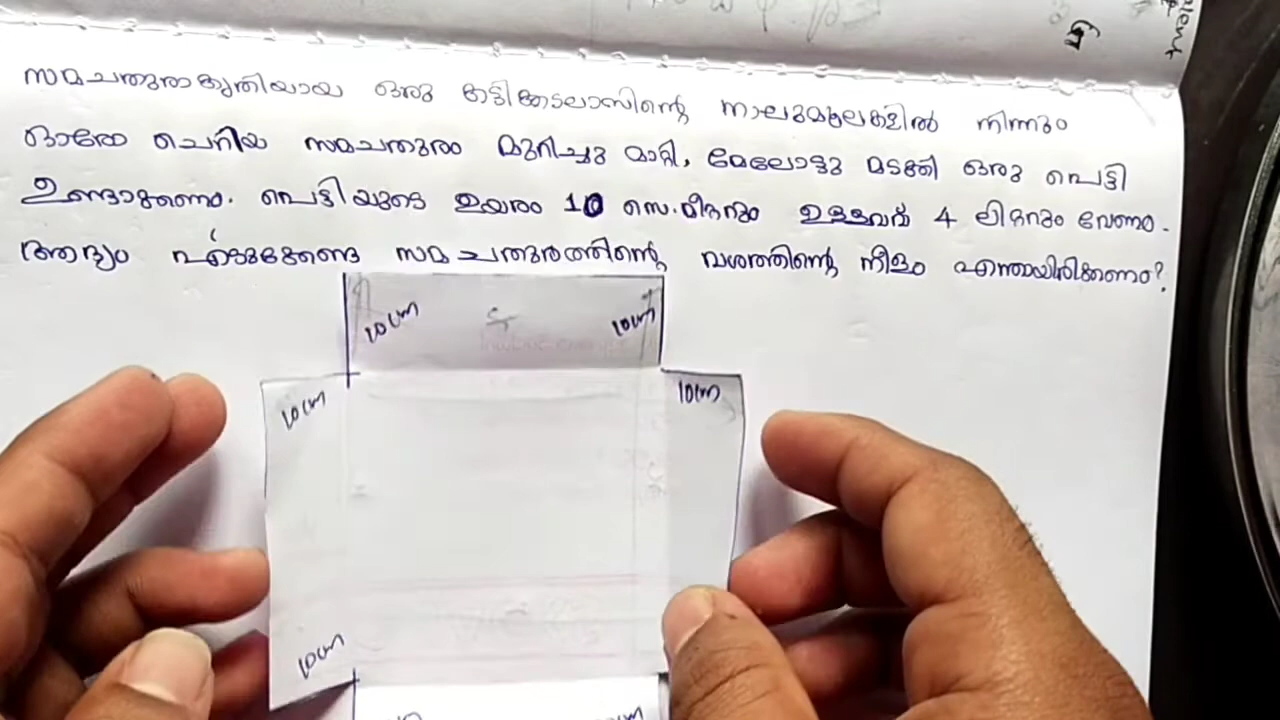 സമചതുരാകൃതിയായ ഒരു കട്ടിക്കടലാസിന്റെ നാലുമൂലകളിൽ നിന്നും
ഓരോ ചെറിയ സമചതുരം മുറിച്ചു മാറ്റി, മേലോട്ടു മടക്കി ഒരു പെട്ടി
ഉണ്ടാക്കണം. പെട്ടിയുടെ ഉയരം 10 സെ.മീറ്ററും ഉള്ളവ് 4 ലിറ്ററും വേണം.
ആദ്യം എടുക്കേണ്ട സമചതുരത്തിന്റെ വശത്തിന്റെ നീളം എന്തായിരിക്കണം?
10cm 10cm
10cm 10cm
10cm